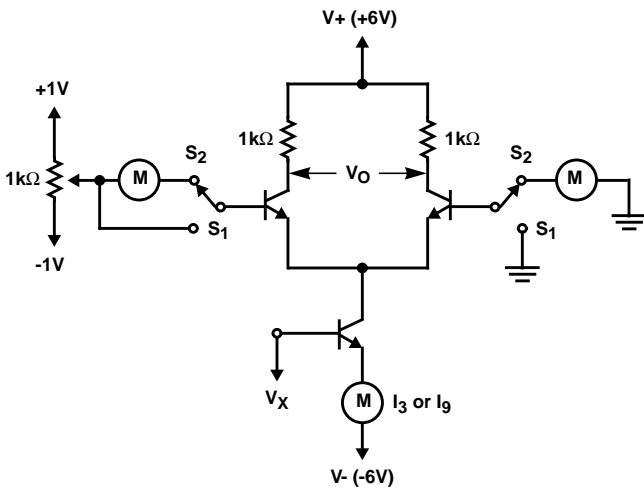 V+ (+6V)
+1V
1kΩ
1kΩ
S2
VO
S2
1kΩ
M
M
S1
S1
-1V
VX
M
I3 or I9
V- (-6V)